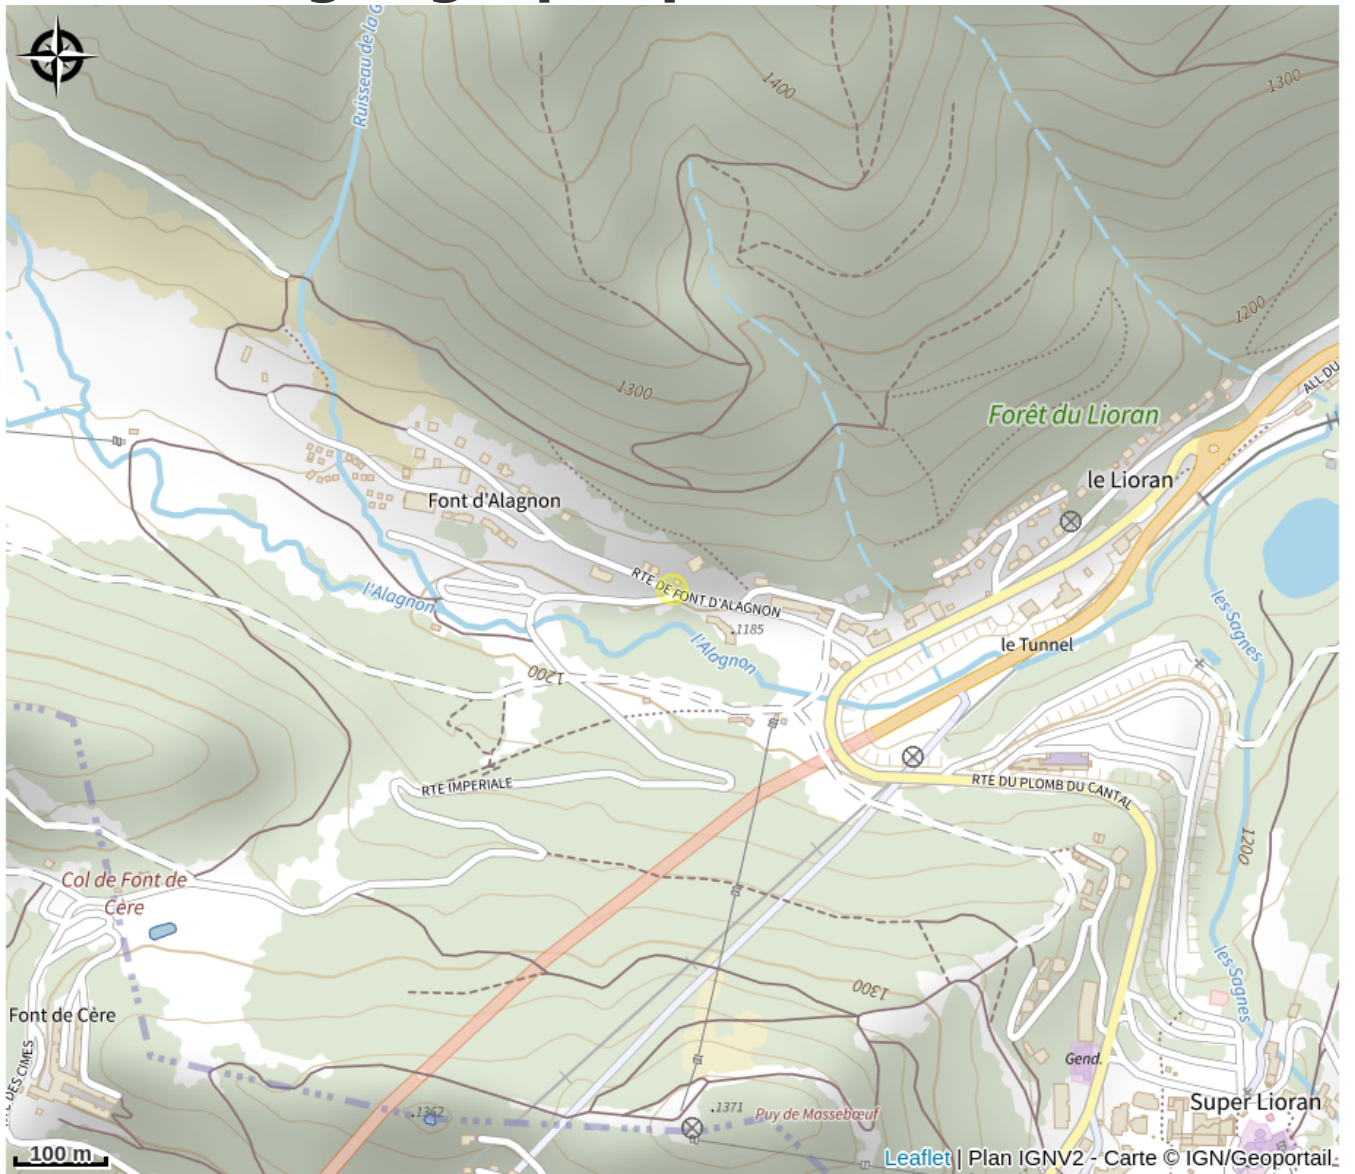 Ruisseau de la G
1400
1300
1200
ALL DU
1300
Forêt du Lioran
le Lioran
Font d'Alagnon
RTE DE FONT D'ALAGNON
l'Alagnon
.1185
l'Alagnon
les Sagnes
le Tunnel
1200
RTE IMPERIALE
RTE DU PLOMB DU CANTAL
1200
Col de Font de
Cère
les Sagnes
1300
Font de Cère
DES CIMES
Gend.
.1362
.1371
Puy de Massebœuf
Super Lioran
100 m
Leaflet | Plan IGNV2 - Carte © IGN/Geoportail